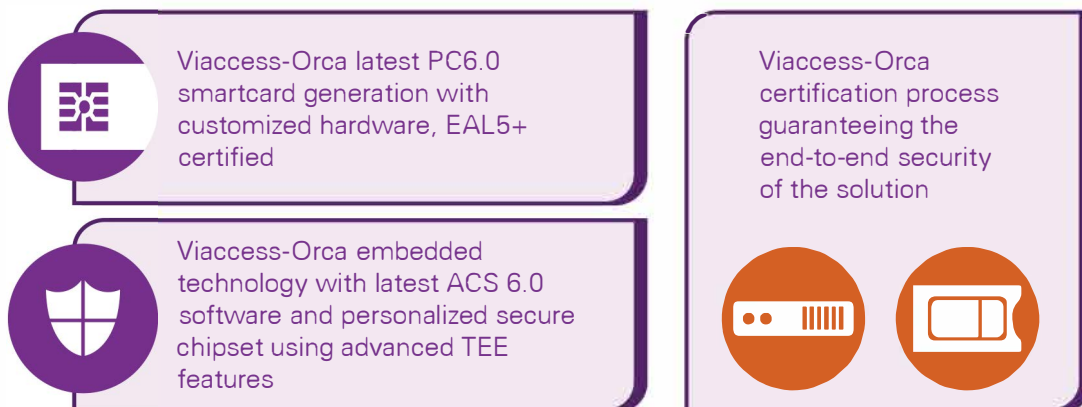 Viaccess-Orca latest PC6.0
smartcard generation with
customized hardware, EAL5+
certified
Viaccess-Orca embedded
technology with latest ACS 6.0
software and personalized secure
chipset using advanced TEE
features
Viaccess-Orca
certification process
guaranteeing the
end-to-end security
of the solution